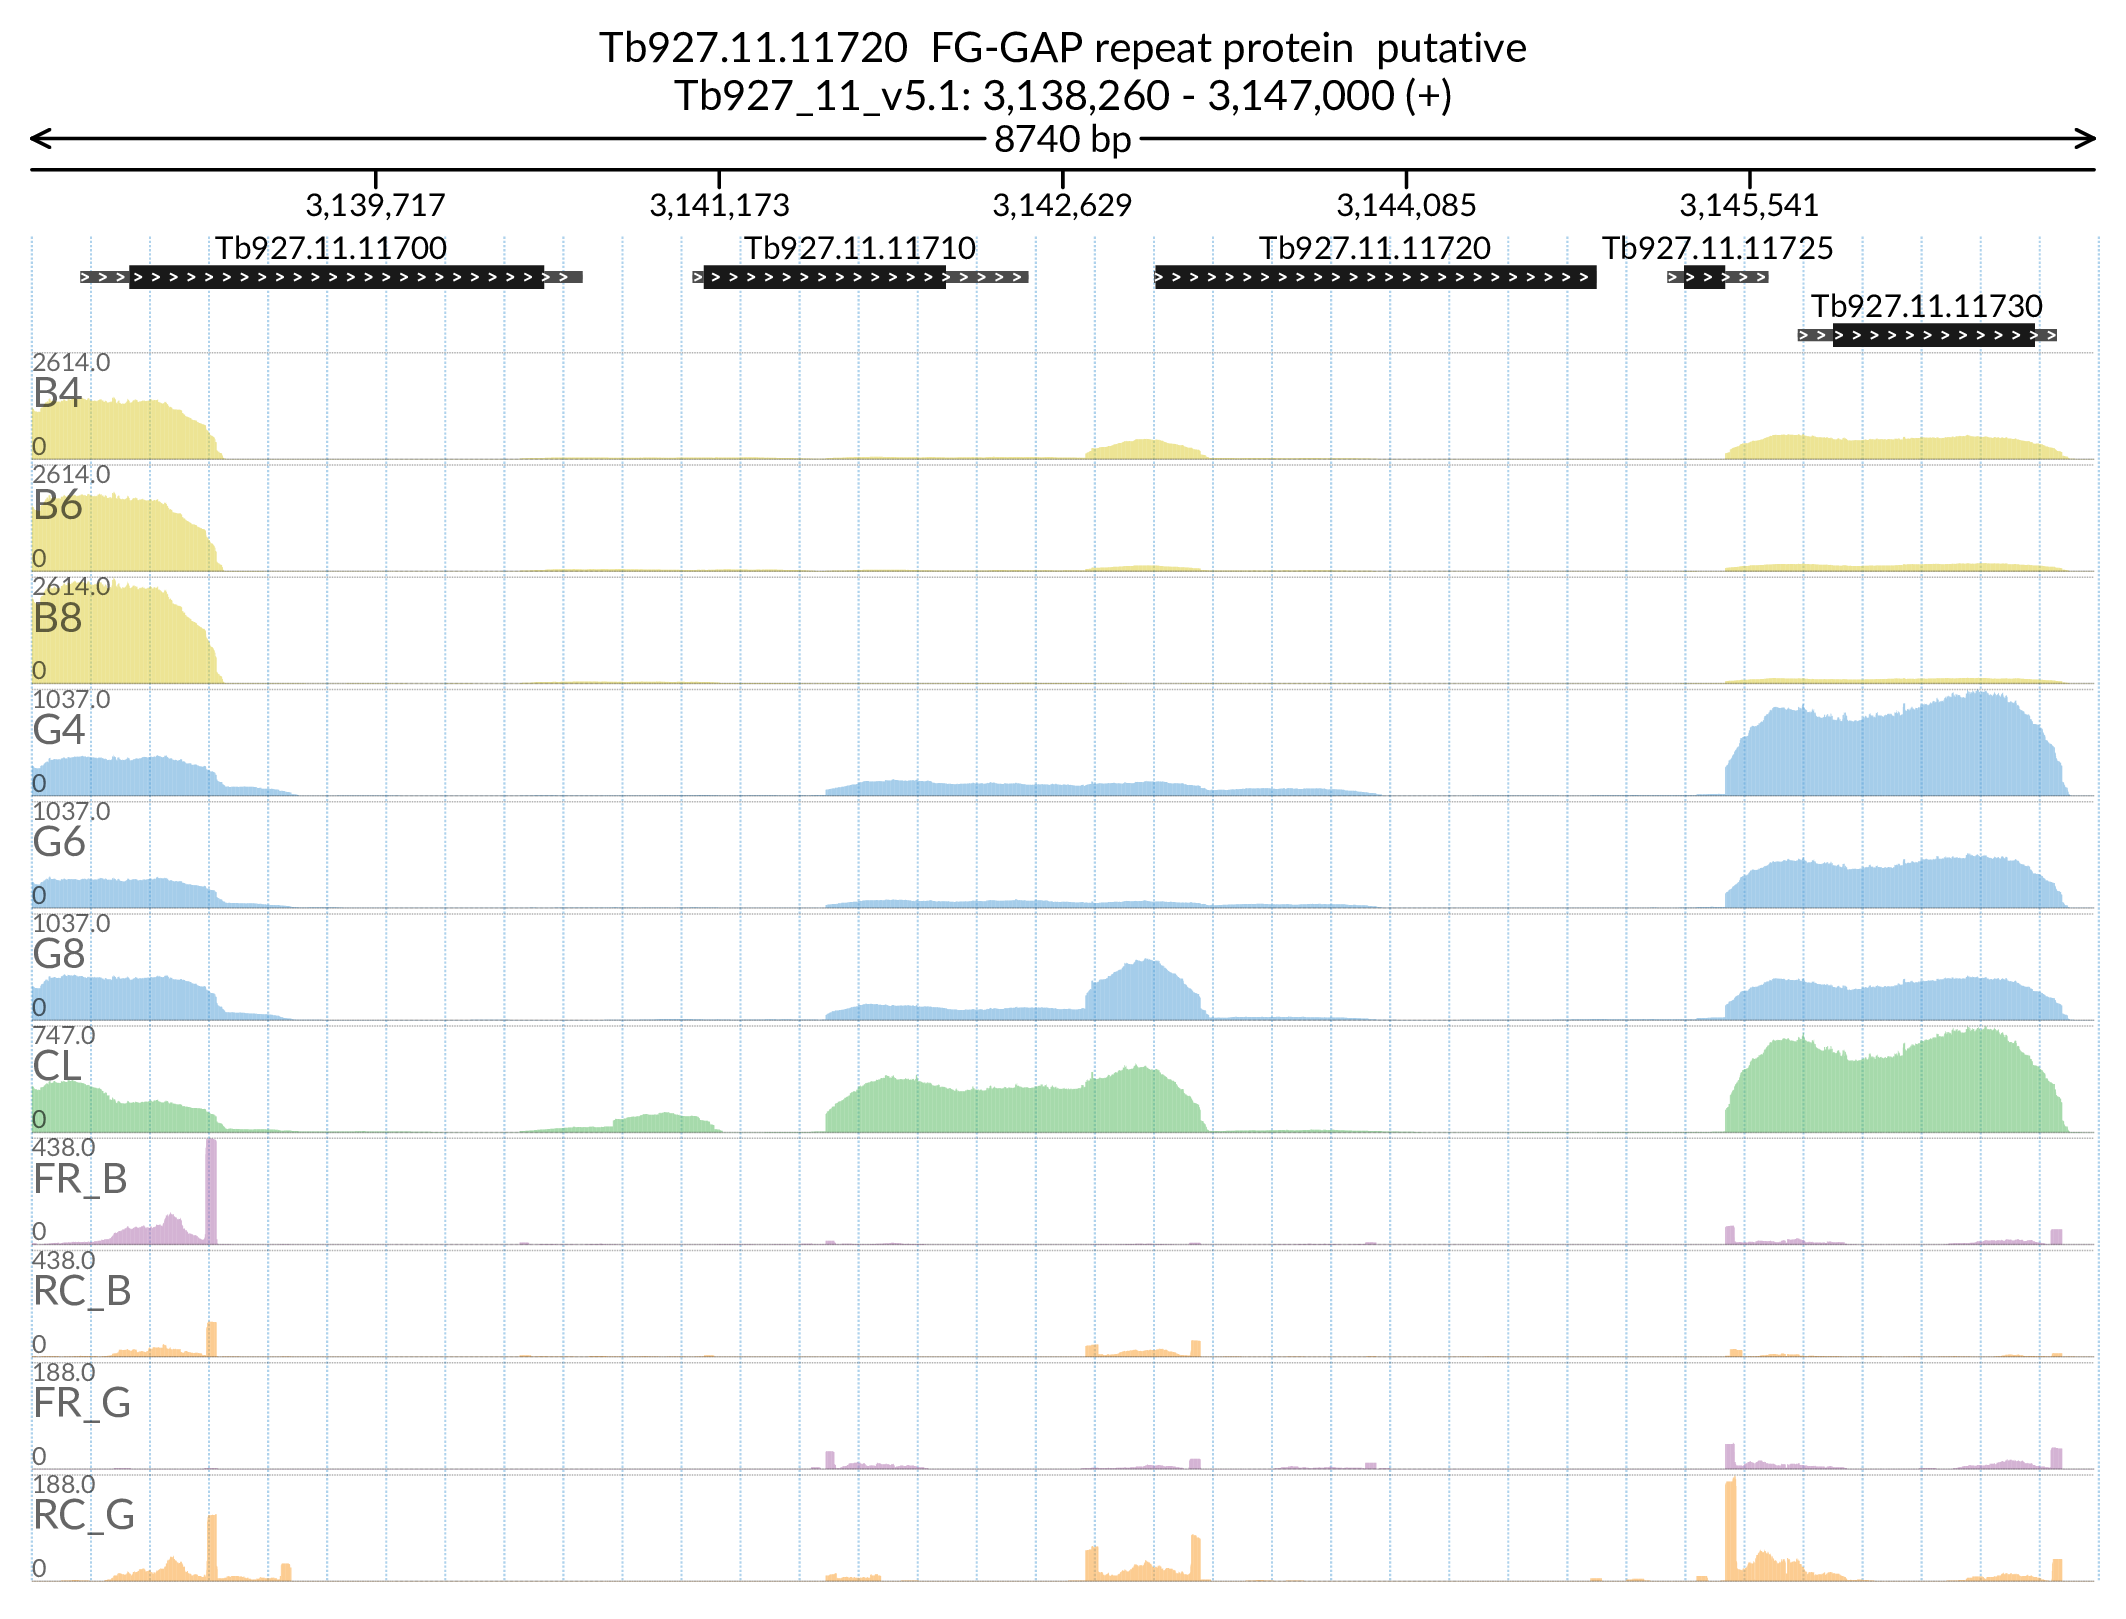 Tb927.11.11720  FG-GAP repeat protein  putative
Tb927_11_v5.1: 3,138,260 - 3,147,000 (+)
8740 bp
3,139,717 3,141,173 3,142,629 3,144,085 3,145,541
Tb927.11.11700 Tb927.11.11710 Tb927.11.11720 Tb927.11.11725
Tb927.11.11730
2614.0
B4
0
2614.0
B6
0
2614.0
B8
0
1037.0
G4
0
1037.0
G6
0
1037.0
G8
0
747.0
CL
0
438.0
FR_B
0
438.0
RC_B
0
188.0
FR_G
0
188.0
RC_G
0